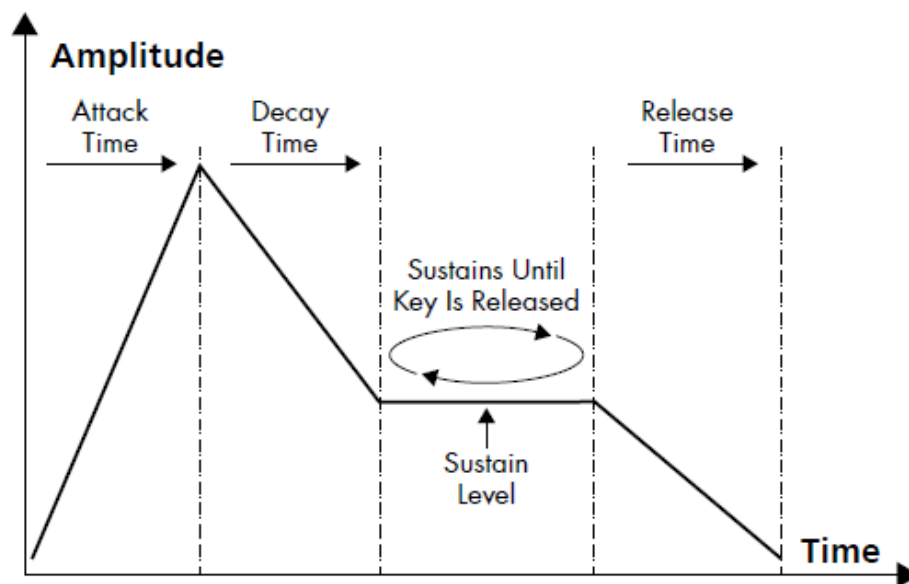 Amplitude
Attack
Time
Decay
Time
Release
Time
Sustains Until
Key Is Released
Sustain
Level
Time